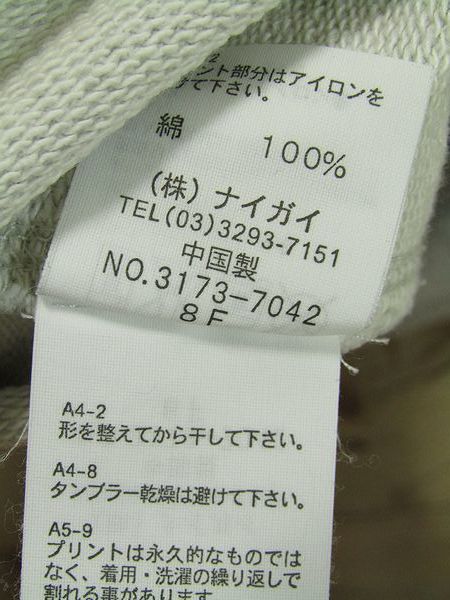 2
ント部分はアイロンを
けて下さい。
綿 100%
(株) ナイガイ
TEL(03)3293-7151
中国製
NO.3173-7042
8F
A4-2
形を整えてから干して下さい。
A4-8
タンブラー乾燥は避けて下さい。
A5-9
プリントは永久的なものでは
なく、着用・洗濯の繰り返しで
割れる事があります。